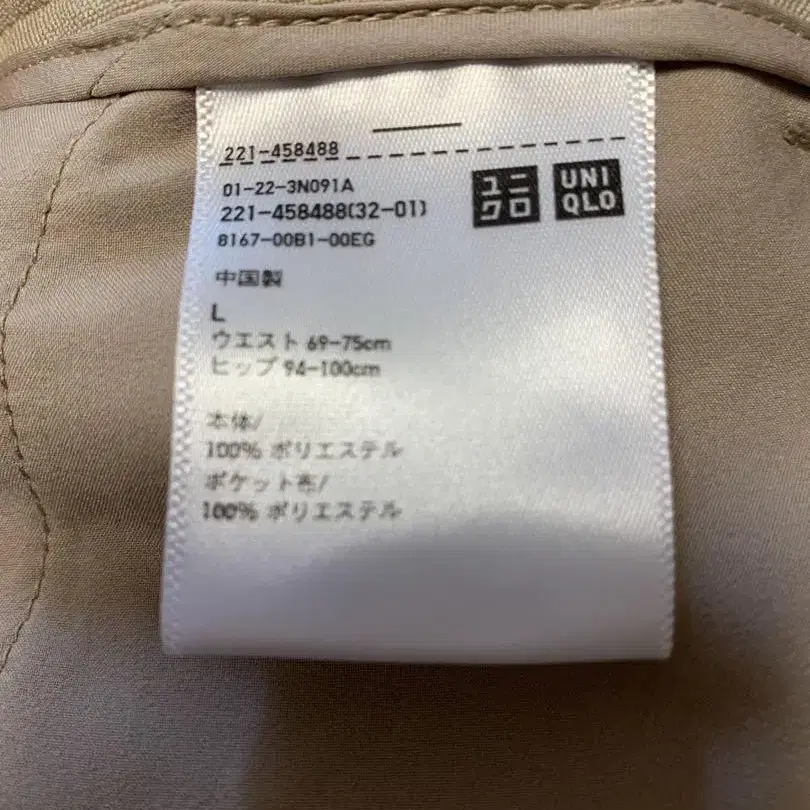 221-458488
01-22-3N091A
221-458488(32-01)
8167-00B1-00EG
ユニ
クロ
UNI
QLO
中国製
L
ウエスト 69-75cm
ヒップ 94-100cm
本体/
100% ポリエステル
ポケット布/
100% ポリエステル